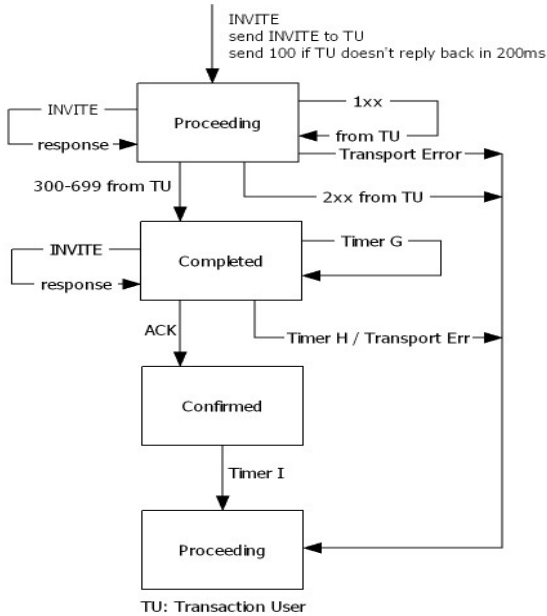 INVITE
send INVITE to TU
send 100 if TU doesn't reply back in 200ms
INVITE
response
Proceeding
1xx
from TU
Transport Error
300-699 from TU
2xx from TU
INVITE
response
Completed
Timer G
ACK
Timer H / Transport Err
Confirmed
Timer I
Proceeding
TU: Transaction User